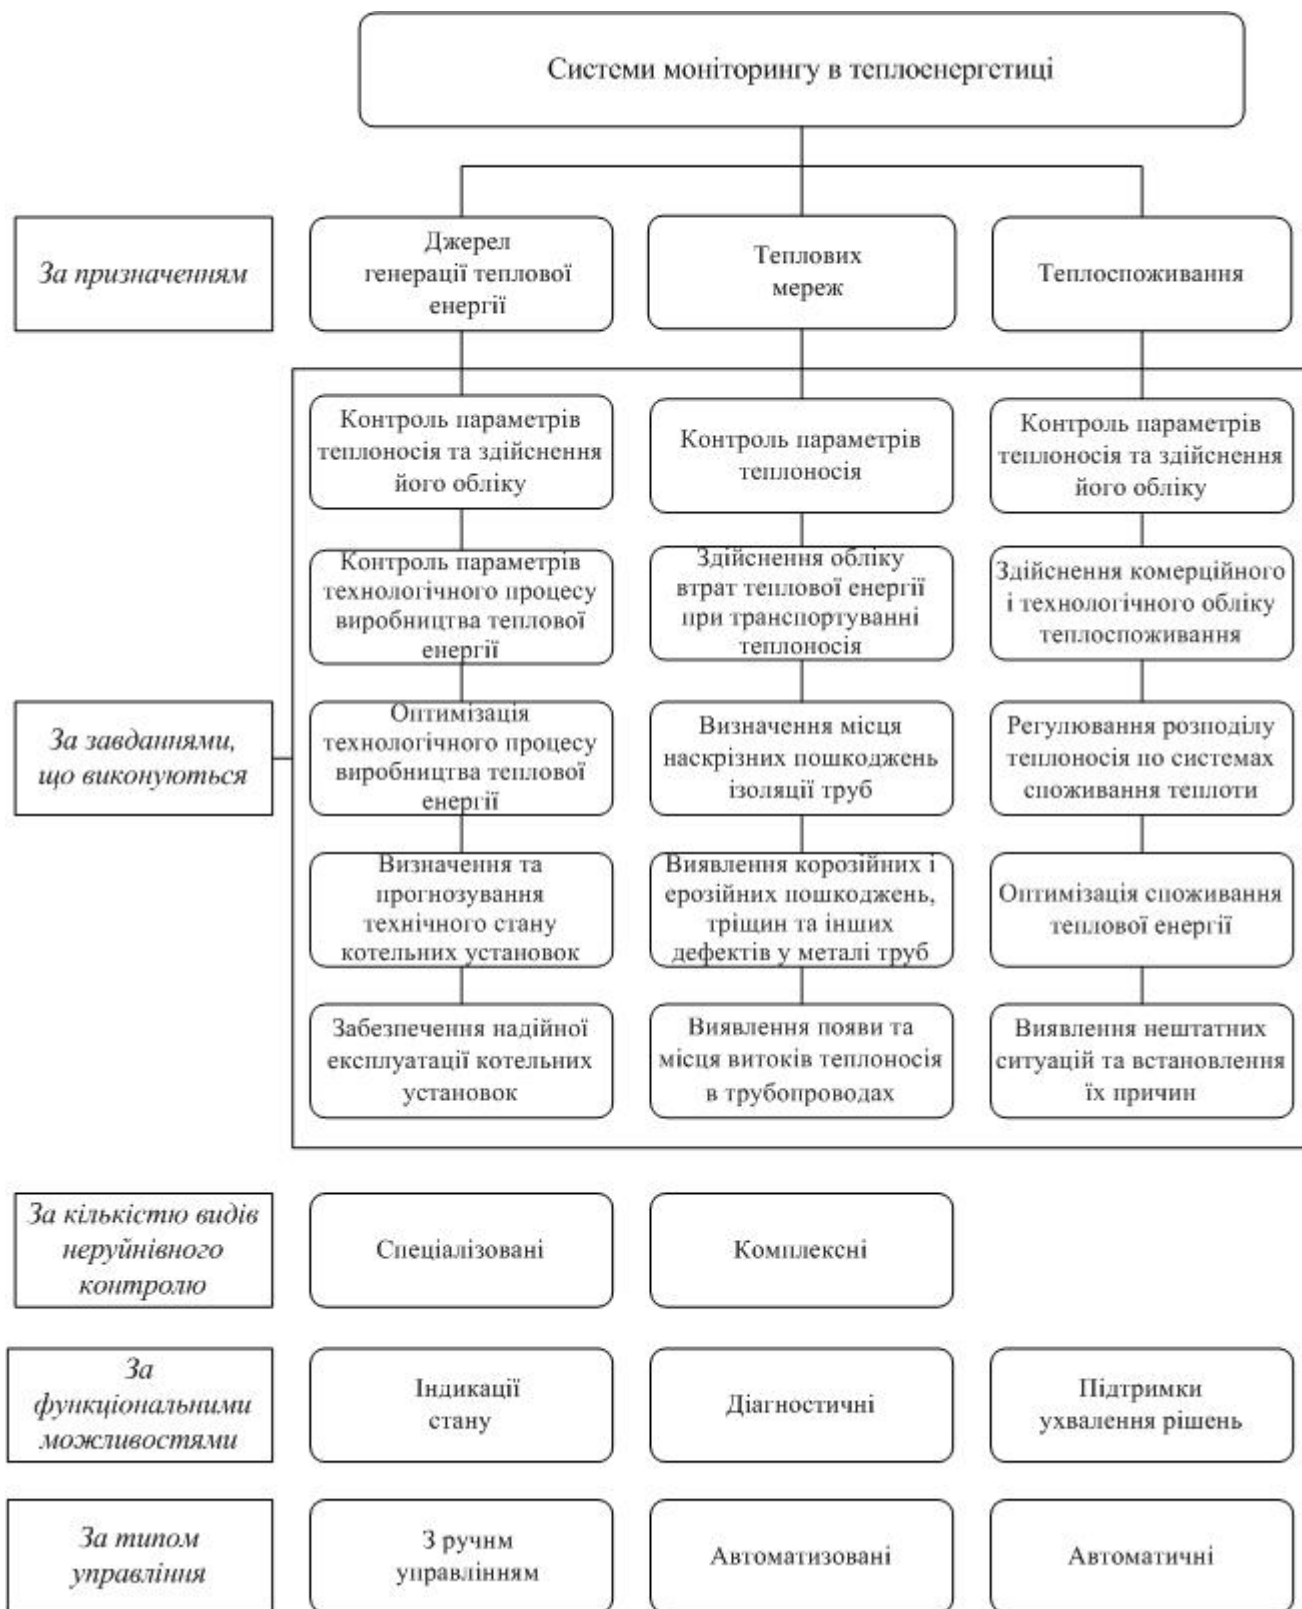 Системи моніторингу в теплоенергетиці
За призначенням
Джерел
генерації теплової
енергії
Теплових
мереж
Теплоспоживання
Контроль параметрів
теплоносія та здійснення
його обліку
Контроль параметрів
теплоносія
Контроль параметрів
теплоносія та здійснення
його обліку
Контроль параметрів
технологічного процесу
виробництва теплової
енергії
Здійснення обліку
втрат теплової енергії
при транспортуванні
теплоносія
Здійснення комерційного
і технологічного обліку
теплоспоживання
За завданнями,
що виконуються
Оптимізація
технологічного процесу
виробництва теплової
енергії
Визначення місця
наскрізних пошкоджень
ізоляції труб
Регулювання розподілу
теплоносія по системах
споживання теплоти
Визначення та
прогнозування
технічного стану
котельних установок
Виявлення корозійних і
ерозійних пошкоджень,
тріщин та інших
дефектів у металі труб
Оптимізація споживання
теплової енергії
Забезпечення надійної
експлуатації котельних
установок
Виявлення появи та
місця витоків теплоносія
в трубопроводах
Виявлення нештатних
ситуацій та встановлення
їх причин
За кількістю видів
неруйнівного
контролю
Спеціалізовані
Комплексні
За
функціональними
можливостями
Індикації
стану
Діагностичні
Підтримки
ухвалення рішень
За типом
управління
З ручнм
управлінням
Автоматизовані
Автоматичні